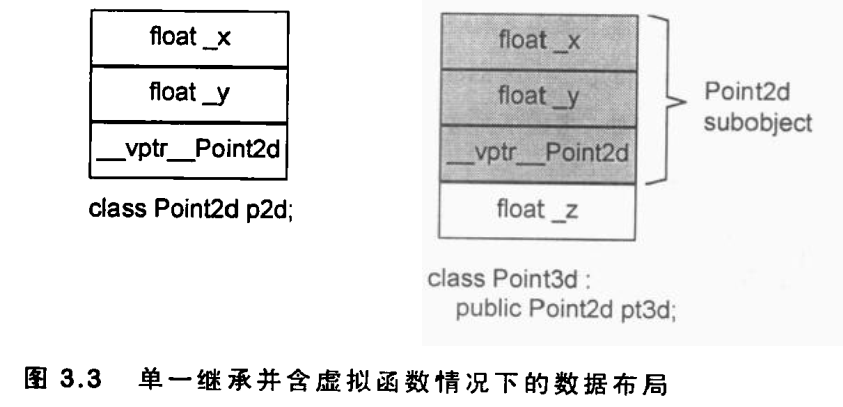 float _x
float _y
__vptr__Point2d
class Point2d p2d;
float _x
float _y
__vptr__Point2d
float _z
Point2d
subobject
class Point3d :
public Point2d pt3d;
图 3.3 单一继承并含虚拟函数情况下的数据布局